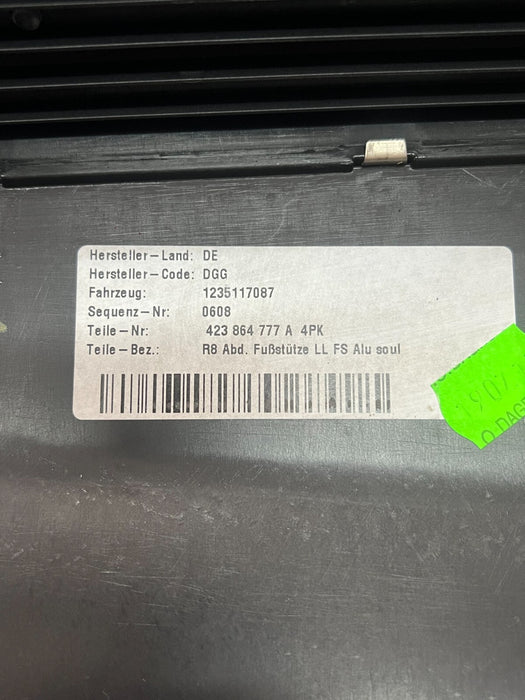 Hersteller-Land: DE
Hersteller-Code: DGG
Fahrzeug: 1235117087
Sequenz-Nr: 0608
Teile-Nr: 423 864 777 A 4PK
Teile-Bez.: R8 Abd. Fußstütze LL FS Alu soul